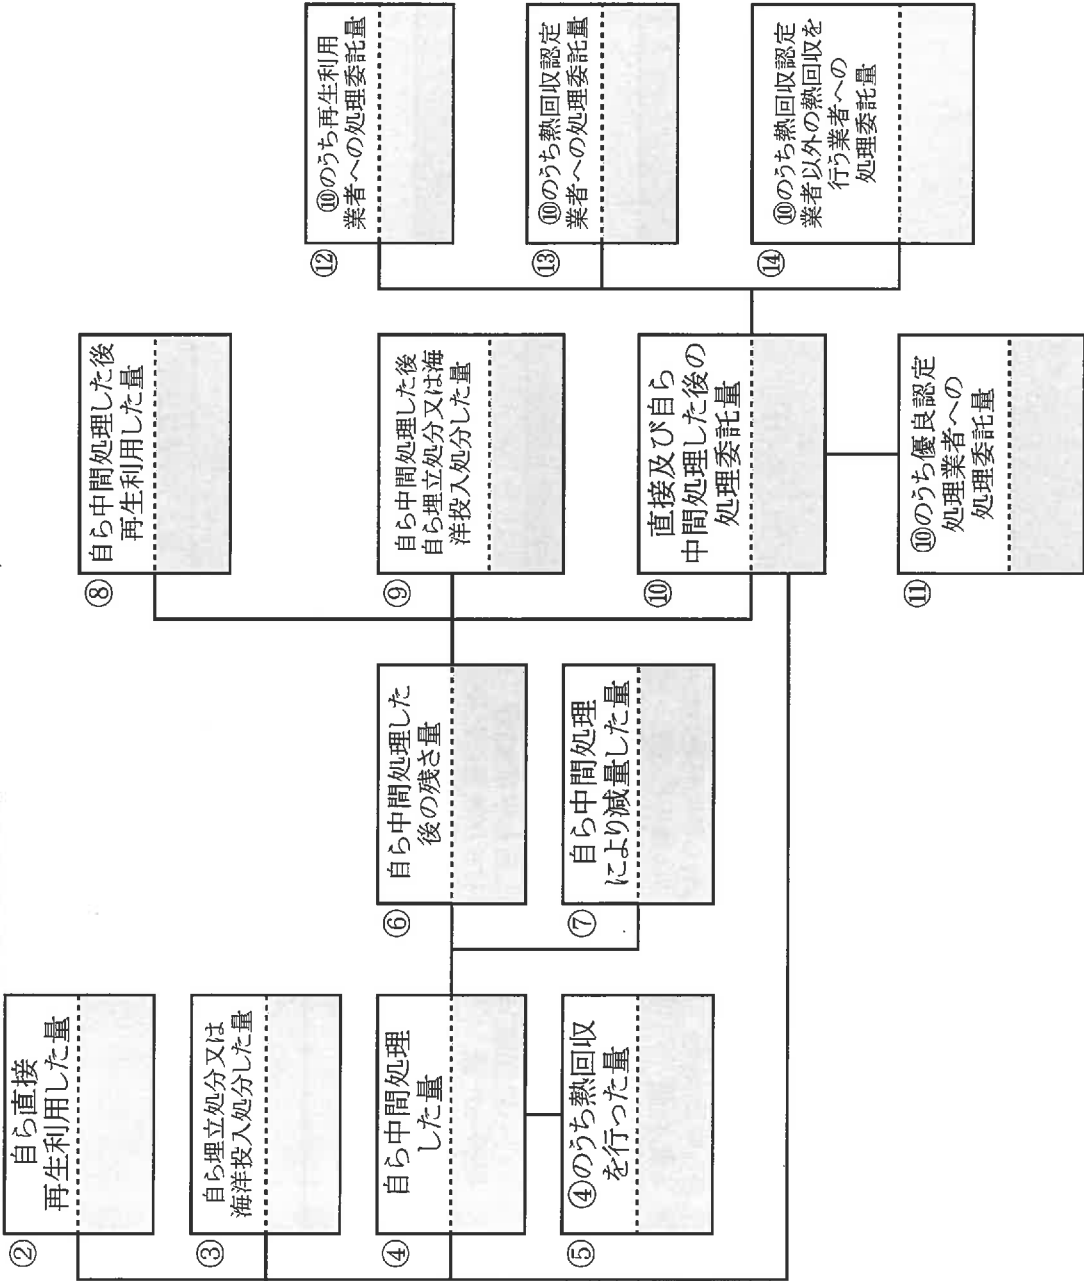 ②
自ら直接
再生利用した量
③
自ら埋立処分又は
海洋投入処分した量
④
自ら中間処理
した量
⑤
④のうち熱回収
を行った量
⑥
自ら中間処理した
後の残さ量
⑦
自ら中間処理
により減量した量
⑧
自ら中間処理した後
再生利用した量
⑨
自ら中間処理した後
自ら埋立処分又は海
洋投入処分した量
⑩
直接及び自ら
中間処理した後の
処理委託量
⑪
⑩のうち優良認定
処理業者への
処理委託量
⑫
⑩のうち再生利用
業者への処理委託量
⑬
⑩のうち熱回収認定
業者への処理委託量
⑭
⑩のうち熱回収認定
業者以外の熱回収を
行う業者への
処理委託量